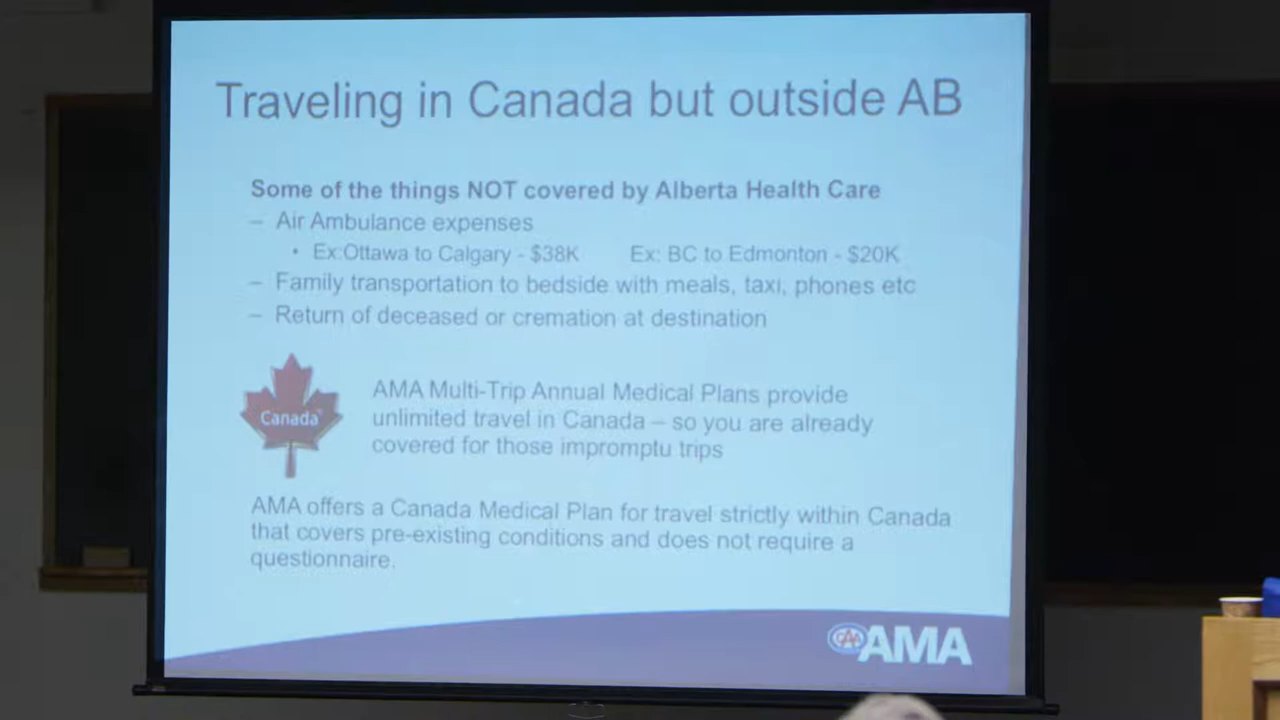 Traveling in Canada but outside AB
Some of the things NOT covered by Alberta Health Care
– Air Ambulance expenses
• Ex:Ottawa to Calgary - $38K Ex: BC to Edmonton - $20K
– Family transportation to bedside with meals, taxi, phones etc
– Return of deceased or cremation at destination
Canada
AMA Multi-Trip Annual Medical Plans provide
unlimited travel in Canada – so you are already
covered for those impromptu trips
AMA offers a Canada Medical Plan for travel strictly within Canada
that covers pre-existing conditions and does not require a
questionnaire.
CAA AMA